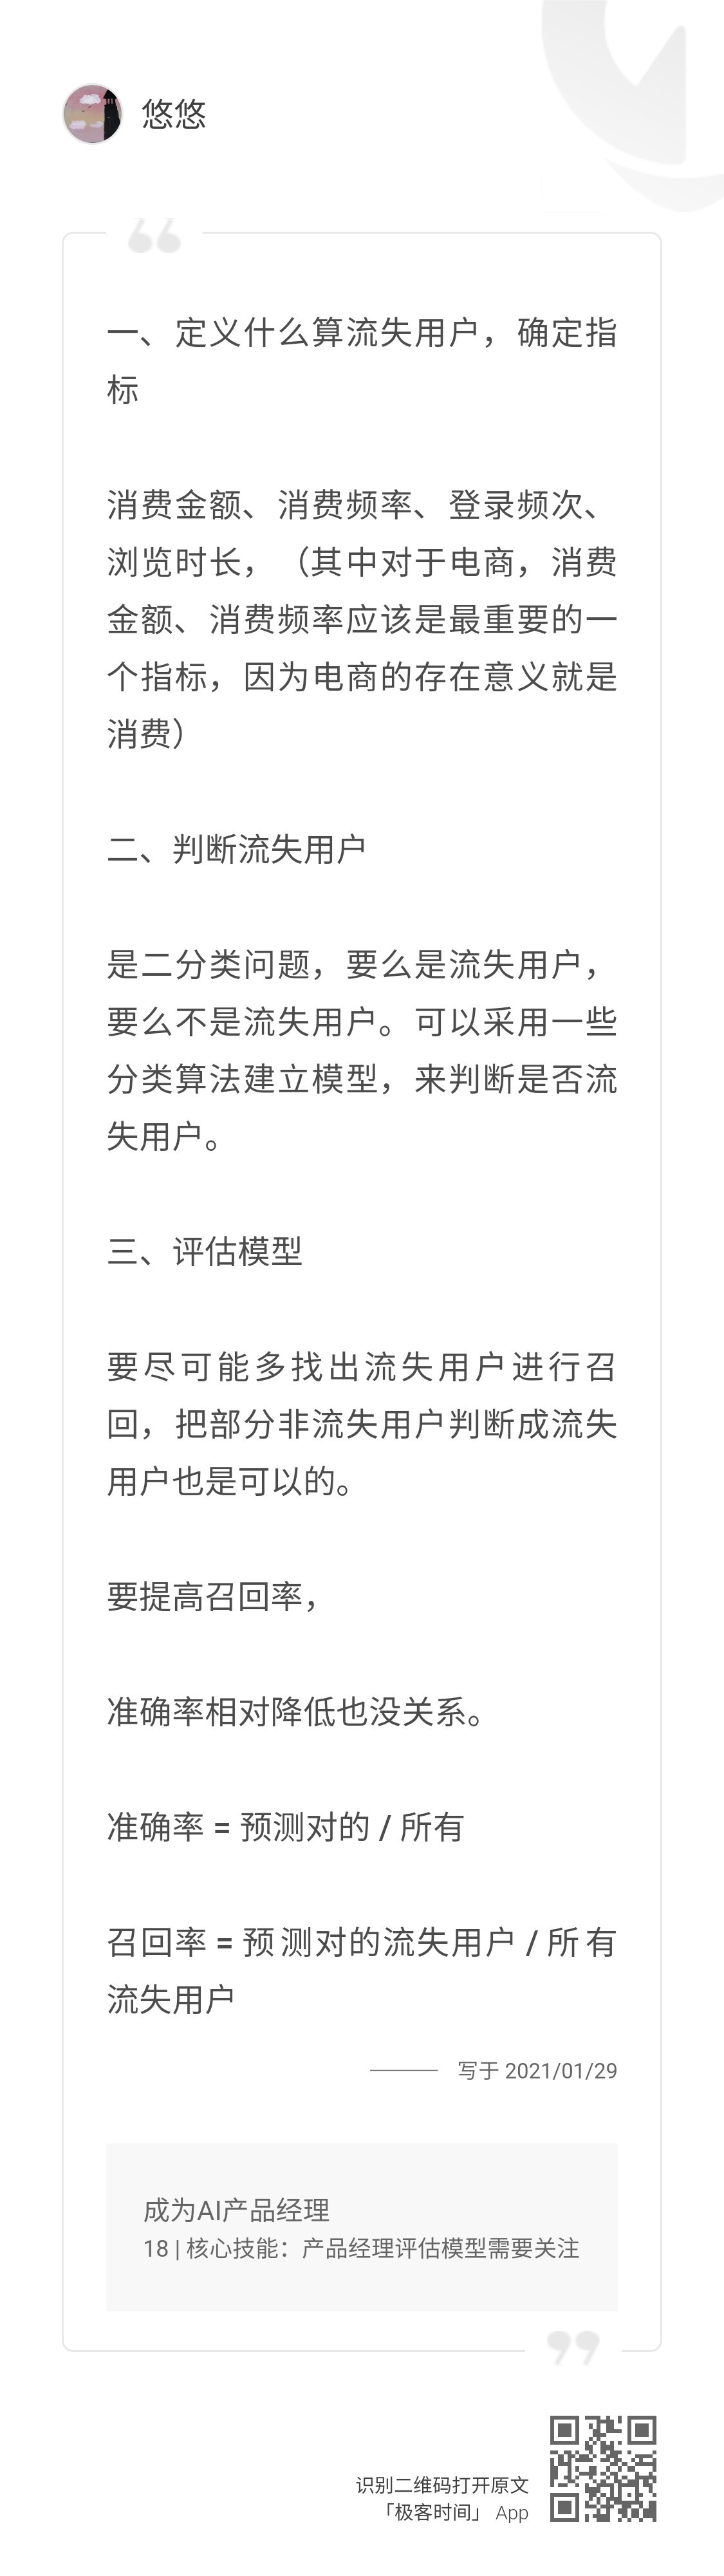 悠悠
一、定义什么算流失用户，确定指
标
消费金额、消费频率、登录频次、
浏览时长，（其中对于电商，消费
金额、消费频率应该是最重要的一
个指标，因为电商的存在意义就是
消费）
二、判断流失用户
是二分类问题，要么是流失用户，
要么不是流失用户。可以采用一些
分类算法建立模型，来判断是否流
失用户。
三、评估模型
要尽可能多找出流失用户进行召
回，把部分非流失用户判断成流失
用户也是可以的。
要提高召回率，
准确率相对降低也没关系。
准确率 = 预测对的 / 所有
召回率 = 预测对的流失用户 / 所有
流失用户
写于 2021/01/29
成为AI产品经理
18 | 核心技能：产品经理评估模型需要关注
识别二维码打开原文
「极客时间」 App